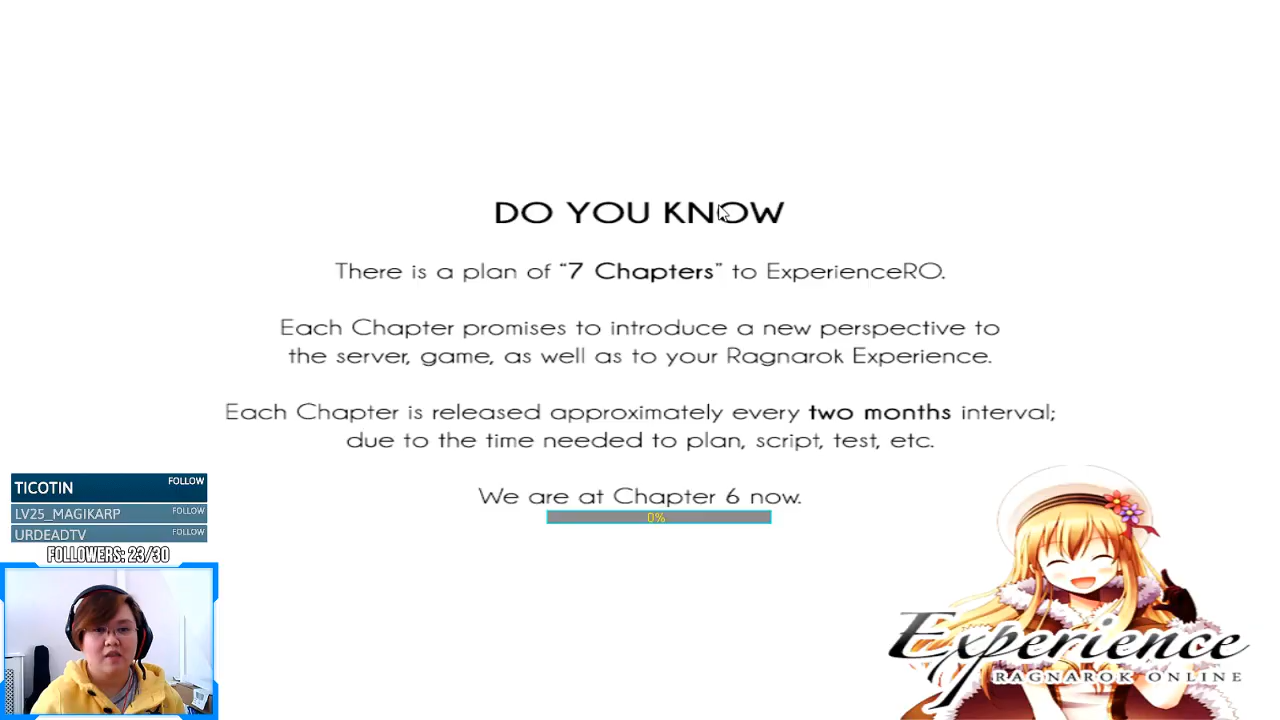 DO YOU KNOW
There is a plan of “7 Chapters” to ExperienceRO.
Each Chapter promises to introduce a new perspective to
the server, game, as well as to your Ragnarok Experience.
Each Chapter is released approximately every two months interval;
due to the time needed to plan, script, test, etc.
We are at Chapter 6 now.
0%
TICOTIN FOLLOW
LV25_MAGIKARP FOLLOW
URDEADTV FOLLOW
FOLLOWERS: 23/30
Experience
RAGNAROK ONLINE